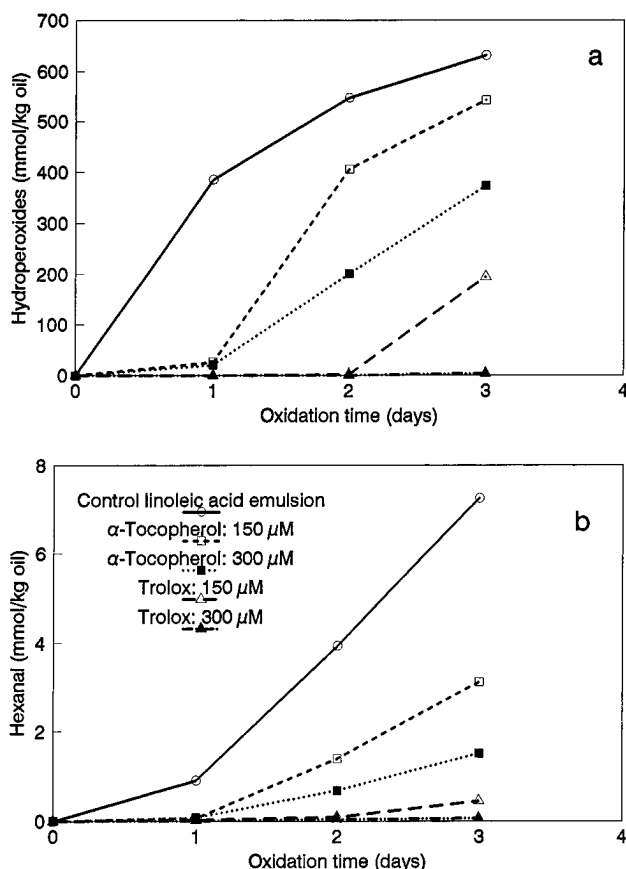 700
600
500
400
300
200
100
0
Hydroperoxides (mmol/kg oil)
a
0 1 2 3 4
Oxidation time (days)
8
6
4
2
0
Hexanal (mmol/kg oil)
b
Control linoleic acid emulsion
α-Tocopherol: 150 μM
α-Tocopherol: 300 μM
Trolox: 150 μM
Trolox: 300 μM
0 1 2 3 4
Oxidation time (days)